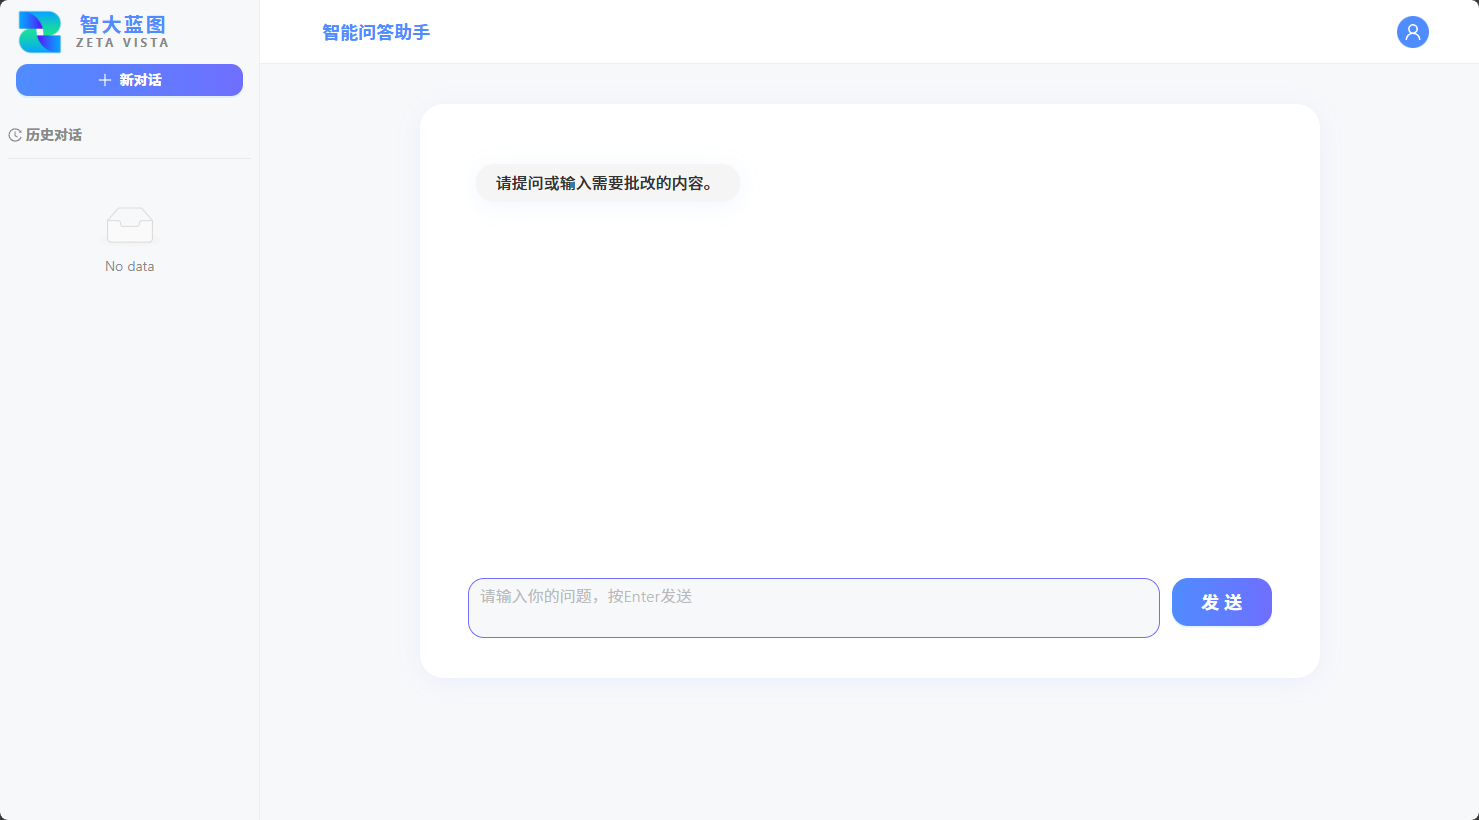 智大蓝图
ZETA VISTA
新对话
历史对话
No data
智能问答助手
请提问或输入需要批改的内容。
请输入你的问题，按Enter发送
发 送